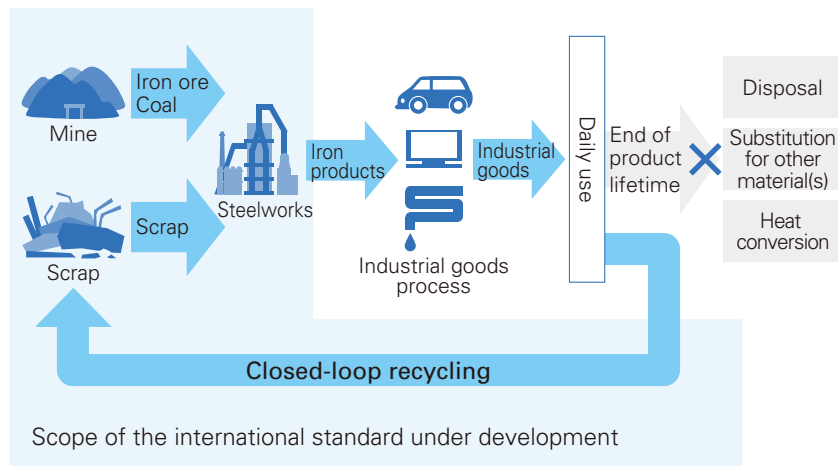 Mine
Iron ore
Coal
Scrap
Scrap
Steelworks
Iron
products
Industrial goods
process
Industrial
goods
Daily use
End of
product
lifetime
Disposal
Substitution
for other
material(s)
Heat
conversion
Closed-loop recycling
Scope of the international standard under development